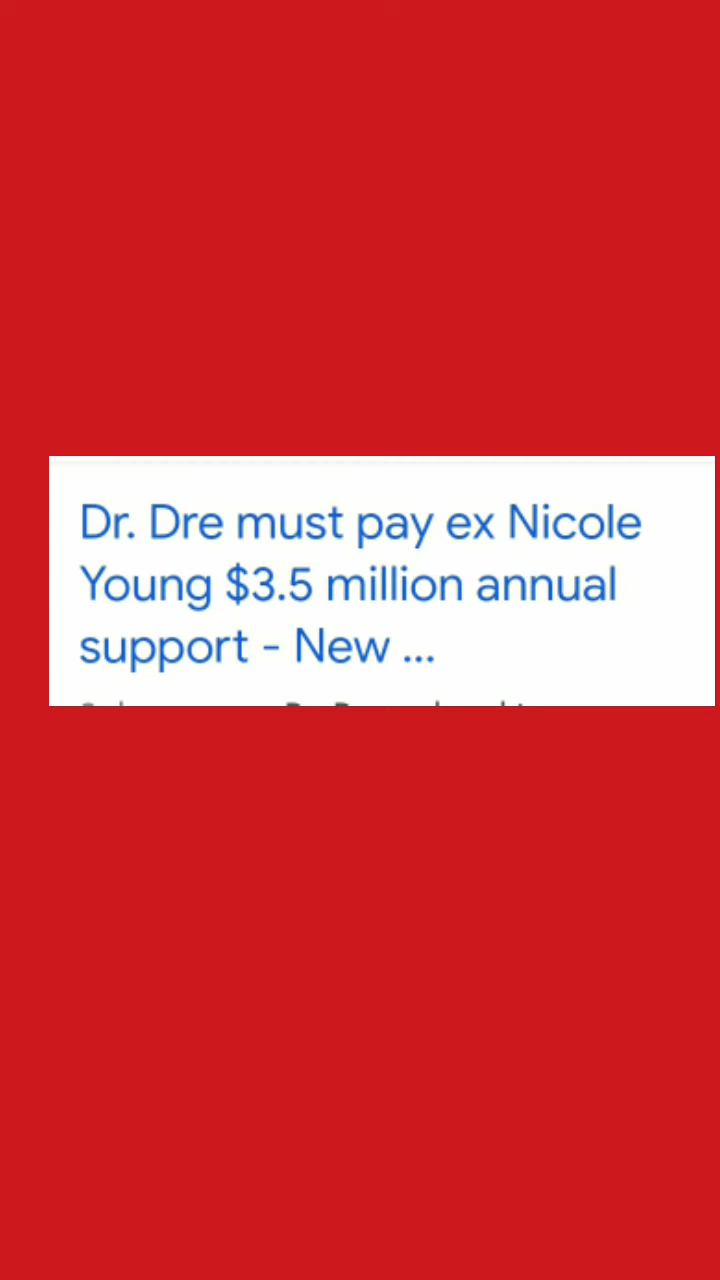 Dr. Dre must pay ex Nicole
Young $3.5 million annual
support - New ...